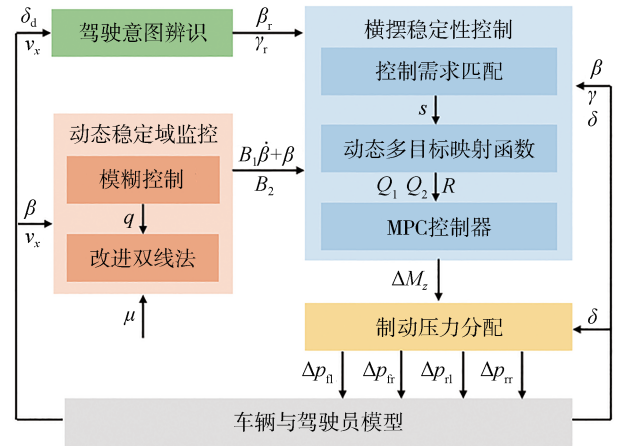 δd
vx
驾驶意图辨识
βr
γr
横摆稳定性控制
控制需求匹配
s
动态多目标映射函数
Q1 Q2 R
MPC控制器
β
γ
δ
动态稳定域监控
模糊控制
q
改进双线法
B1β̇+β
B2
β
vx
μ
ΔMz
制动压力分配
δ
Δpfl Δpfr Δprl Δprr
车辆与驾驶员模型